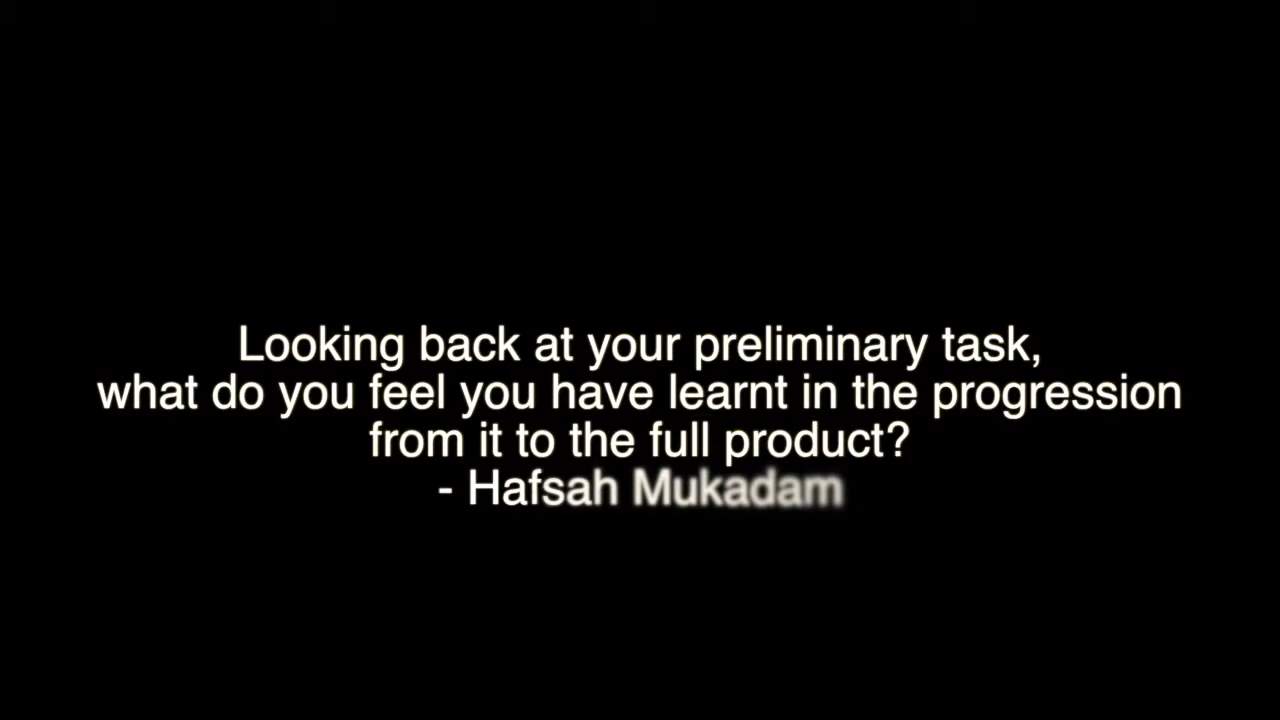 Looking back at your preliminary task,
what do you feel you have learnt in the progression
from it to the full product?
- Hafsah Mukadam